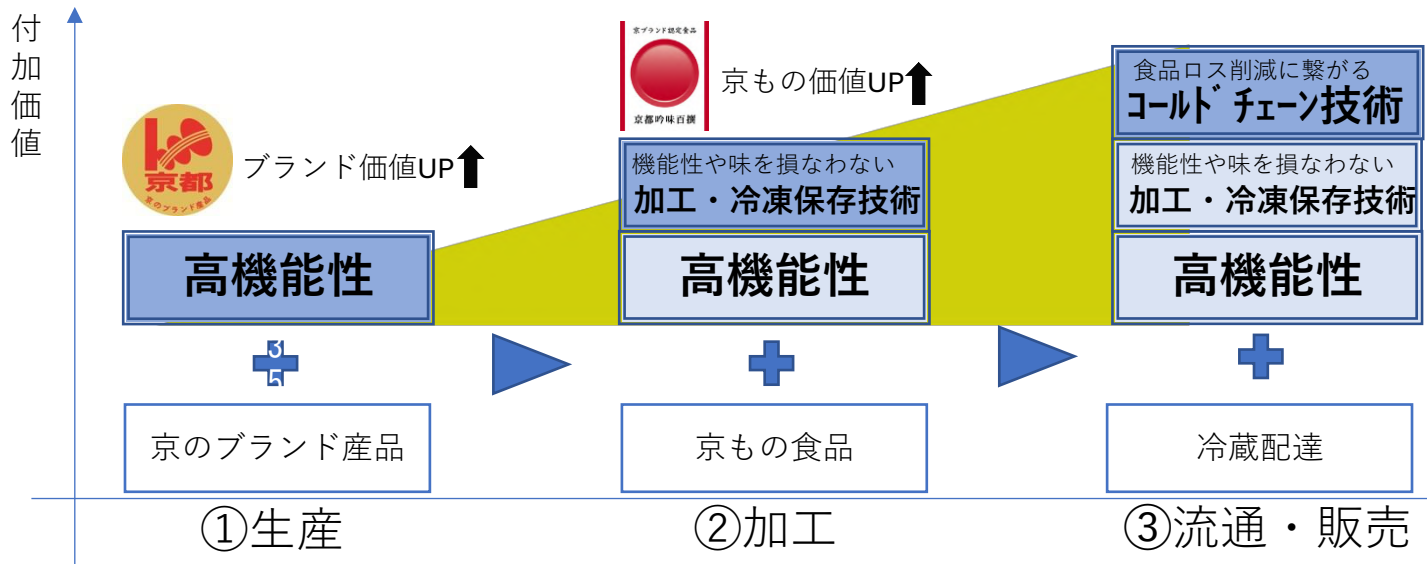 付加価値
京都
京のブランド産品
ブランド価値UP
京ブランド認定食品
京都吟味百撰
京もの価値UP
食品ロス削減に繋がる
コールドチェーン技術
機能性や味を損なわない
加工・冷凍保存技術
機能性や味を損なわない
加工・冷凍保存技術
高機能性
高機能性
高機能性
3
5
京のブランド産品
京もの食品
冷蔵配達
①生産
②加工
③流通・販売